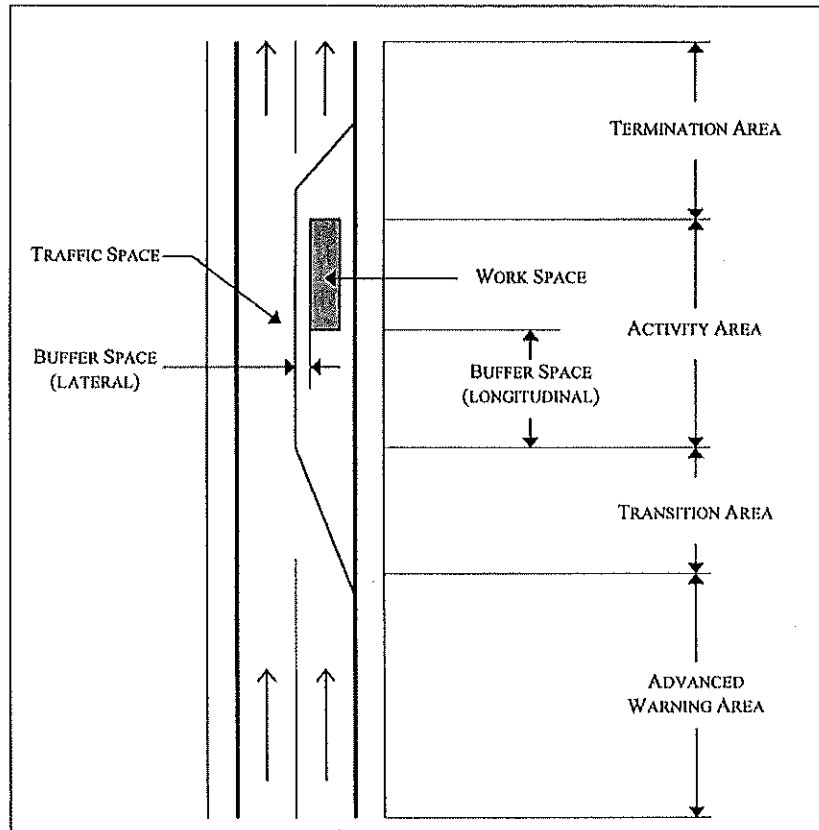 TERMINATION AREA
TRAFFIC SPACE
WORK SPACE
ACTIVITY AREA
BUFFER SPACE
(LATERAL)
BUFFER SPACE
(LONGITUDINAL)
TRANSITION AREA
ADVANCED
WARNING AREA